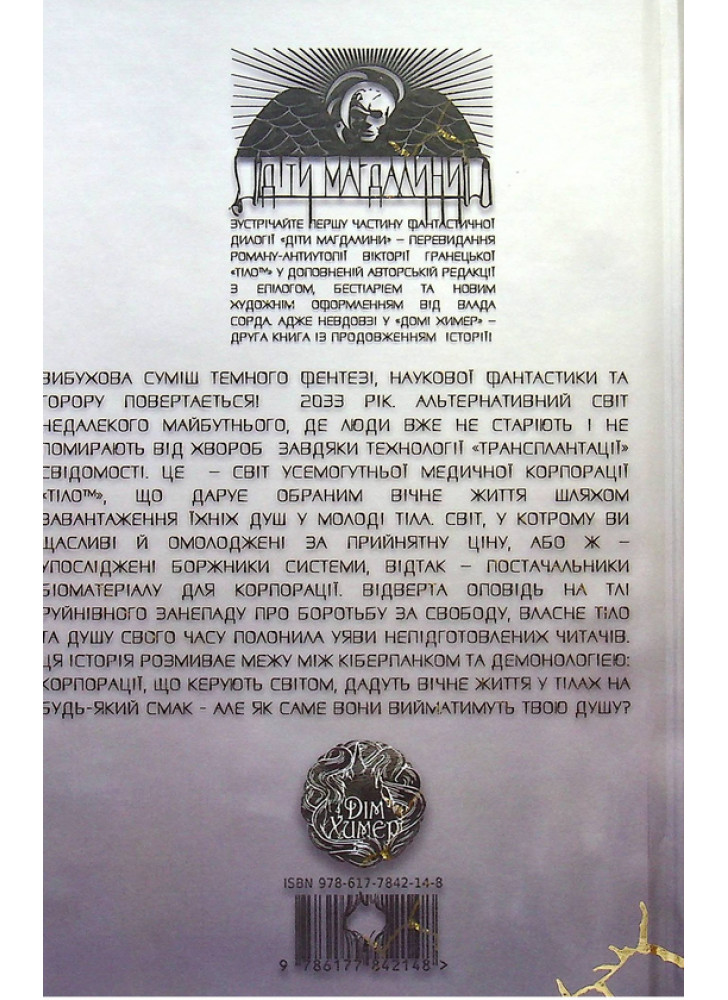 ДІТИ МАГДАЛИНИ
ЗУСТРІЧАЙТЕ ПЕРШУ ЧАСТИНУ ФАНТАСТИЧНОЇ
ДИЛОГІЇ «ДІТИ МАГДАЛИНИ» – ПЕРЕВИДАННЯ
РОМАНУ-АНТИУТОПІЇ ВІКТОРІЇ ГРАНЕЦЬКОЇ
«ТІЛО™» У ДОПОВНЕНІЙ АВТОРСЬКІЙ РЕДАКЦІЇ
З ЕПІЛОГОМ, БЕСТІАРІЄМ ТА НОВИМ
ХУДОЖНІМ ОФОРМЛЕННЯМ ВІД ВЛАДА
СОРДА. АДЖЕ НЕВДОВЗІ У «ДОМІ ХИМЕР» –
ДРУГА КНИГА ІЗ ПРОДОВЖЕННЯМ ІСТОРІЇ!
ВИБУХОВА СУМІШ ТЕМНОГО ФЕНТЕЗІ, НАУКОВОЇ ФАНТАСТИКИ ТА
ГОРОРУ ПОВЕРТАЄТЬСЯ! 2033 РІК. АЛЬТЕРНАТИВНИЙ СВІТ
НЕДАЛЕКОГО МАЙБУТНЬОГО, ДЕ ЛЮДИ ВЖЕ НЕ СТАРІЮТЬ І НЕ
ПОМИРАЮТЬ ВІД ХВОРОБ ЗАВДЯКИ ТЕХНОЛОГІЇ «ТРАНСПЛАНТАЦІЇ»
СВІДОМОСТІ. ЦЕ – СВІТ УСЕМОГУТНЬОЇ МЕДИЧНОЇ КОРПОРАЦІЇ
«ТІЛО™», ЩО ДАРУЄ ОБРАНИМ ВІЧНЕ ЖИТТЯ ШЛЯХОМ
ЗАВАНТАЖЕННЯ ЇХНІХ ДУШ У МОЛОДІ ТІЛА. СВІТ, У КОТРОМУ ВИ
ЩАСЛИВІ Й ОМОЛОДЖЕНІ ЗА ПРИЙНЯТНУ ЦІНУ, АБО Ж –
УПОСЛІДЖЕНІ БОРЖНИКИ СИСТЕМИ, ВІДТАК – ПОСТАЧАЛЬНИКИ
БІОМАТЕРІАЛУ ДЛЯ КОРПОРАЦІЇ. ВІДВЕРТА ОПОВІДЬ НА ТЛІ
РУЙНІВНОГО ЗАНЕПАДУ ПРО БОРОТЬБУ ЗА СВОБОДУ, ВЛАСНЕ ТІЛО
ТА ДУШУ СВОГО ЧАСУ ПОЛОНИЛА УЯВИ НЕПІДГОТОВЛЕНИХ ЧИТАЧІВ.
ЦЯ ІСТОРІЯ РОЗМИВАЄ МЕЖУ МІЖ КІБЕРПАНКОМ ТА ДЕМОНОЛОГІЄЮ:
КОРПОРАЦІЇ, ЩО КЕРУЮТЬ СВІТОМ, ДАДУТЬ ВІЧНЕ ЖИТТЯ У ТІЛАХ НА
БУДЬ-ЯКИЙ СМАК - АЛЕ ЯК САМЕ ВОНИ ВИЙМАТИМУТЬ ТВОЮ ДУШУ?
ДІМ
ХИМЕР
ISBN 978-617-7842-14-8
9 786177 842148 >